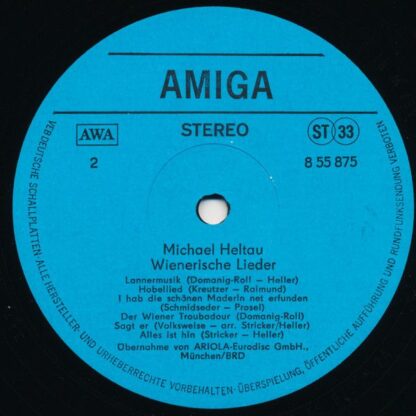 AMIGA
AWA
STEREO
ST 33
2
8 55 875
Michael Heltau
Wienerische Lieder
Lannermusik (Domanig-Roll – Heller)
Hobellied (Kreutzer – Raimund)
I hab die schönen Maderln net erfunden
(Schmidseder – Prosel)
Der Wiener Troubadour (Domanig-Roll)
Sagt er (Volksweise – arr. Stricker/Heller)
Alles ist hin (Stricker – Heller)
Übernahme von ARIOLA-Eurodisc GmbH.,
München/BRD
VEB DEUTSCHE SCHALLPLATTEN · ALLE HERSTELLER- UND URHEBERRECHTE VORBEHALTEN · ÜBERSPIELUNG, ÖFFENTLICHE AUFFÜHRUNG UND RUNDFUNKSENDUNG VERBOTEN